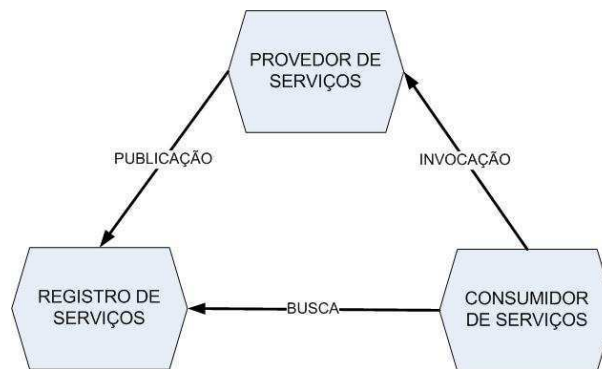 PROVEDOR DE
SERVIÇOS
PUBLICAÇÃO
INVOCAÇÃO
REGISTRO DE
SERVIÇOS
BUSCA
CONSUMIDOR
DE SERVIÇOS